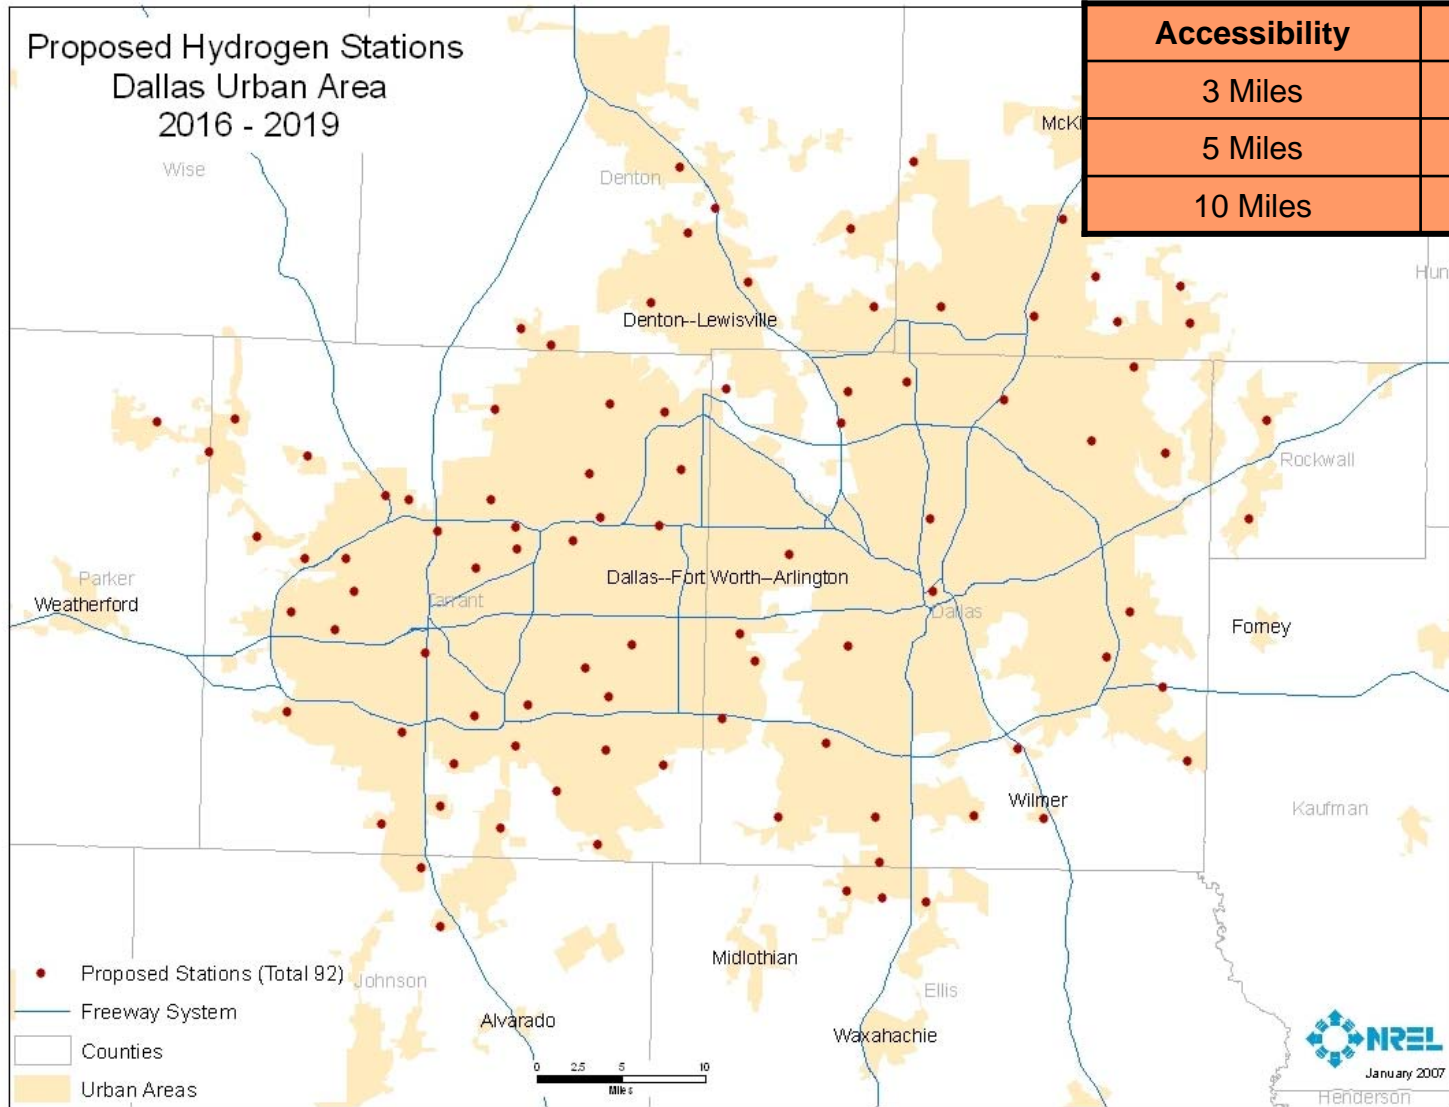 Proposed Hydrogen Stations
Dallas Urban Area
2016 - 2019
Accessibility
3 Miles
5 Miles
10 Miles
Wise
Denton
Denton--Lewisville
Rockwall
Parker
Weatherford
Tarrant
Dallas--Fort Worth--Arlington
Dallas
Forney
Wilmer
Kaufman
Midlothian
Johnson
Ellis
Alvarado
Waxahachie
Proposed Stations (Total 92)
Freeway System
Counties
Urban Areas
0 2.5 5 10
Miles
NREL
January 2007
Henderson